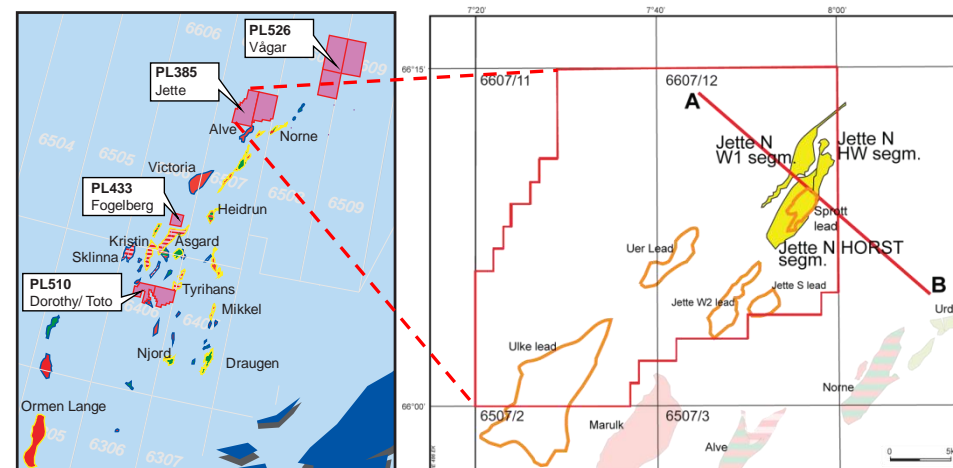 6606
PL526
Vågar
6509
PL385
Jette
Alve
Norne
6504
6505
Victoria
6507
6509
PL433
Fogelberg
Heidrun
Kristin
Asgard
Sklinna
PL510
Dorothy/ Toto
Tyrihans
6406
Mikkel
Njord
Draugen
Ormen Lange
6306
6307
7°20
7°40
8°00
66°15
6607/11
6607/12
A
Jette N
W1 segm.
Jette N
HW segm.
Sprott
lead
Jette N HORST
segm.
Uer Lead
B
Jette S lead
Jette W2 lead
Urd
Ulke lead
Norne
66°00
6507/2
6507/3
Marulk
Alve
0